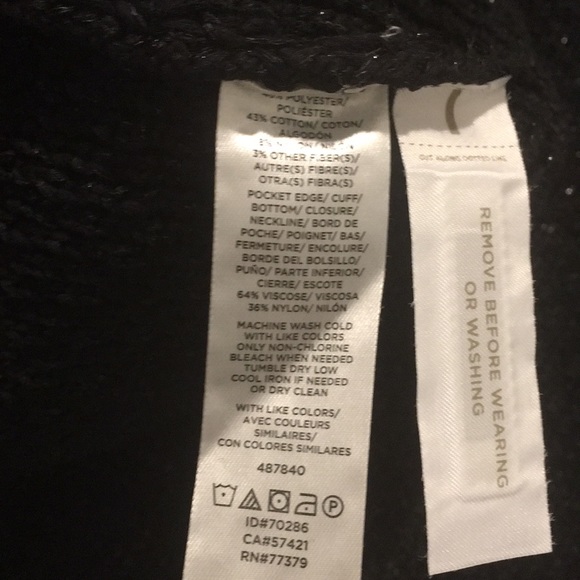 POLYESTER/
POLIÉSTER
43% COTTON/ COTON/
ALGODÓN
3% OTHER FIBER(S)/
AUTRE(S) FIBRE(S)/
OTRA(S) FIBRA(S)
POCKET EDGE/ CUFF/
BOTTOM/ CLOSURE/
NECKLINE/ BORD DE
POCHE/ POIGNET/ BAS/
FERMETURE/ ENCOLURE/
BORDE DEL BOLSILLO/
PUÑO/ PARTE INFERIOR/
CIERRE/ ESCOTE
64% VISCOSE/ VISCOSA
36% NYLON/ NILÓN
MACHINE WASH COLD
WITH LIKE COLORS
ONLY NON-CHLORINE
BLEACH WHEN NEEDED
TUMBLE DRY LOW
COOL IRON IF NEEDED
OR DRY CLEAN
WITH LIKE COLORS/
AVEC COULEURS
SIMILAIRES/
CON COLORES SIMILARES
487840
P
ID#70286
CA#57421
RN#77379
CUT ALONG DOTTED LINE
REMOVE BEFORE WEARING
OR WASHING